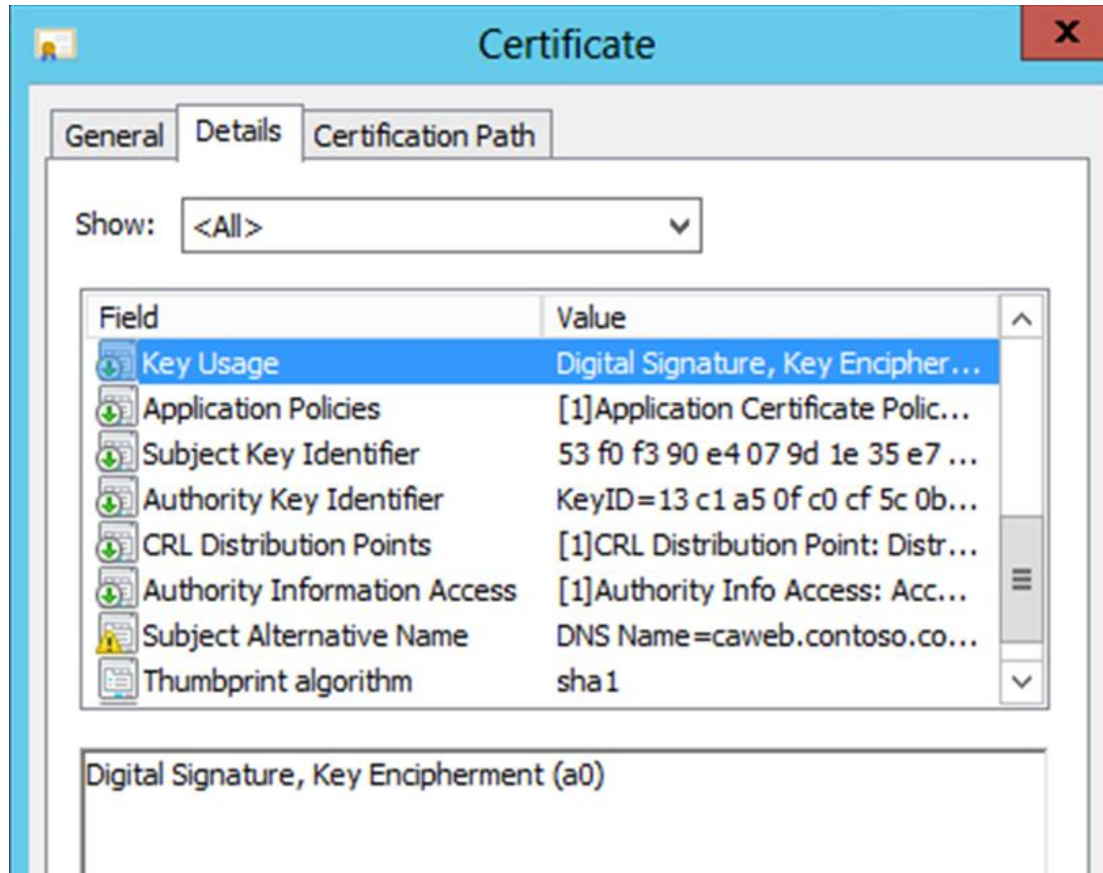 Certificate
x
General Details Certification Path
Show: <All>
Field Value
Key Usage Digital Signature, Key Encipher...
Application Policies [1]Application Certificate Polic...
Subject Key Identifier 53 f0 f3 90 e4 07 9d 1e 35 e7 ...
Authority Key Identifier KeyID=13 c1 a5 0f c0 cf 5c 0b...
CRL Distribution Points [1]CRL Distribution Point: Distr...
Authority Information Access [1]Authority Info Access: Acc...
Subject Alternative Name DNS Name=caweb.contoso.co...
Thumbprint algorithm sha1
Digital Signature, Key Encipherment (a0)